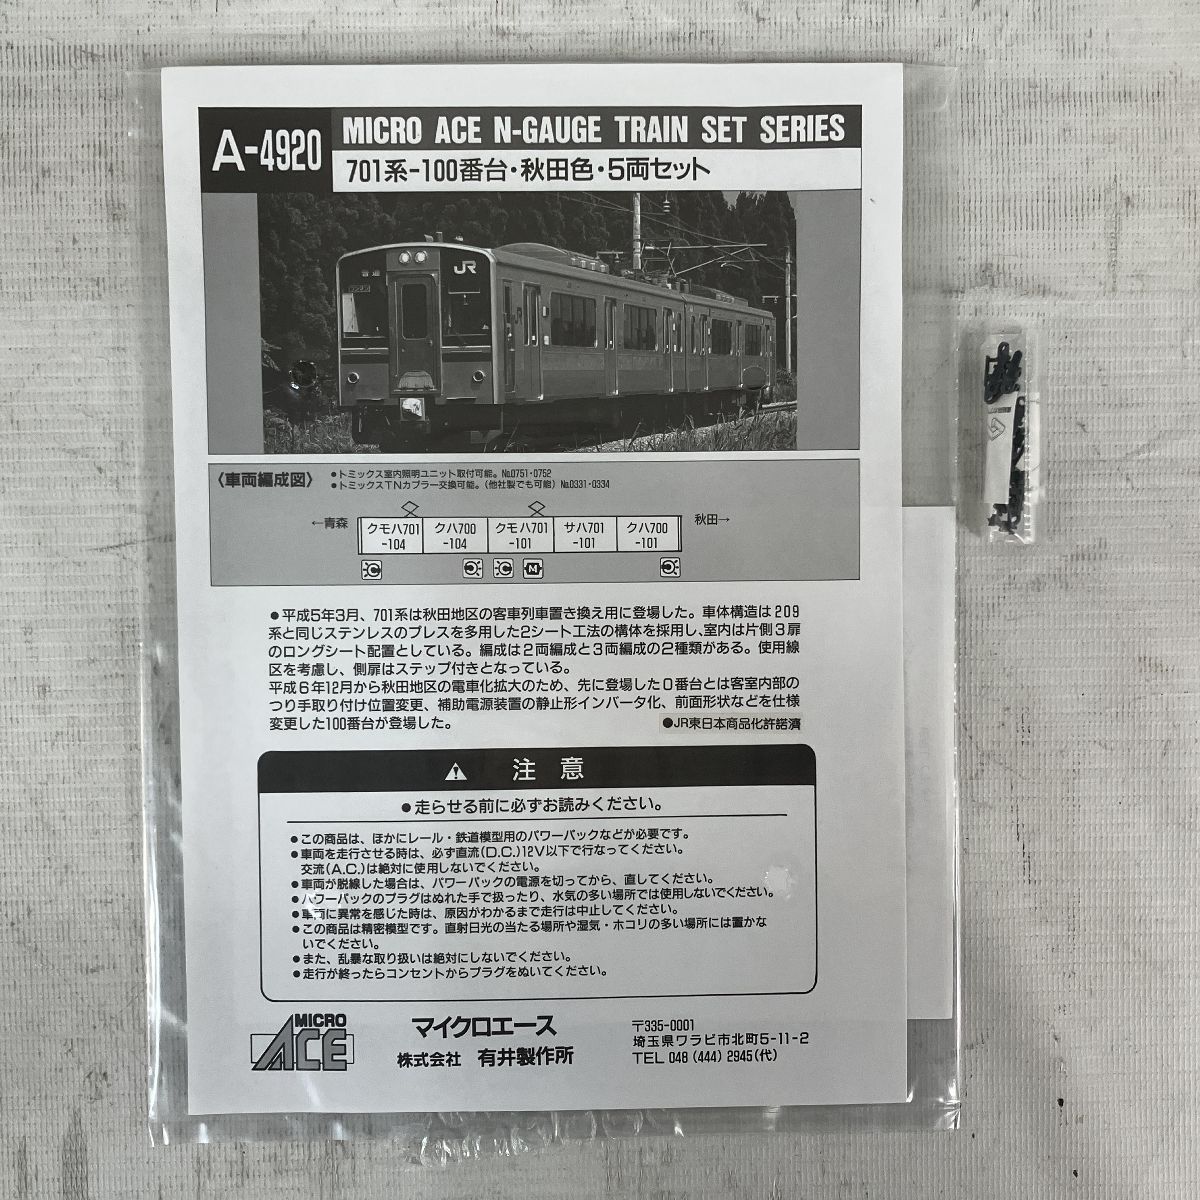 A-4920
MICRO ACE N-GAUGE TRAIN SET SERIES
701系-100番台・秋田色・5両セット
JR
〈車両編成図〉
●トミックス室内照明ユニット取付可能。№0751・0752
●トミックスTNカプラー交換可能。(他社製でも可能) №0331・0334
←青森
クモハ701 -104
クハ700 -104
クモハ701 -101
サハ701 -101
クハ700 -101
秋田→
M
●平成5年3月、701系は秋田地区の客車列車置き換え用に登場した。車体構造は209
系と同じステンレスのプレスを多用した2シート工法の構体を採用し、室内は片側3扉
のロングシート配置としている。編成は2両編成と3両編成の2種類がある。使用線
区を考慮し、側扉はステップ付きとなっている。
平成6年12月から秋田地区の電車化拡大のため、先に登場した0番台とは客室内部の
つり手取り付け位置変更、補助電源装置の静止形インバータ化、前面形状などを仕様
変更した100番台が登場した。
●JR東日本商品化許諾済
注意
●走らせる前に必ずお読みください。
●この商品は、ほかにレール・鉄道模型用のパワーパックなどが必要です。
●車両を走行させる時は、必ず直流(D.C.)12V以下で行なってください。
交流(A.C.)は絶対に使用しないでください。
●車両が脱線した場合は、パワーパックの電源を切ってから、直してください。
●パワーパックのプラグはぬれた手で扱ったり、水気の多い場所では使用しないでください。
●車両に異常を感じた時は、原因がわかるまで走行は中止してください。
●この商品は精密模型です。直射日光の当たる場所や湿気・ホコリの多い場所には置かな
いでください。
●また、乱暴な取り扱いは絶対にしないでください。
●走行が終ったらコンセントからプラグをぬいてください。
MICRO ACE
マイクロエース
株式会社 有井製作所
〒335-0001
埼玉県ワラビ市北町5-11-2
TEL 048 (444) 2945(代)